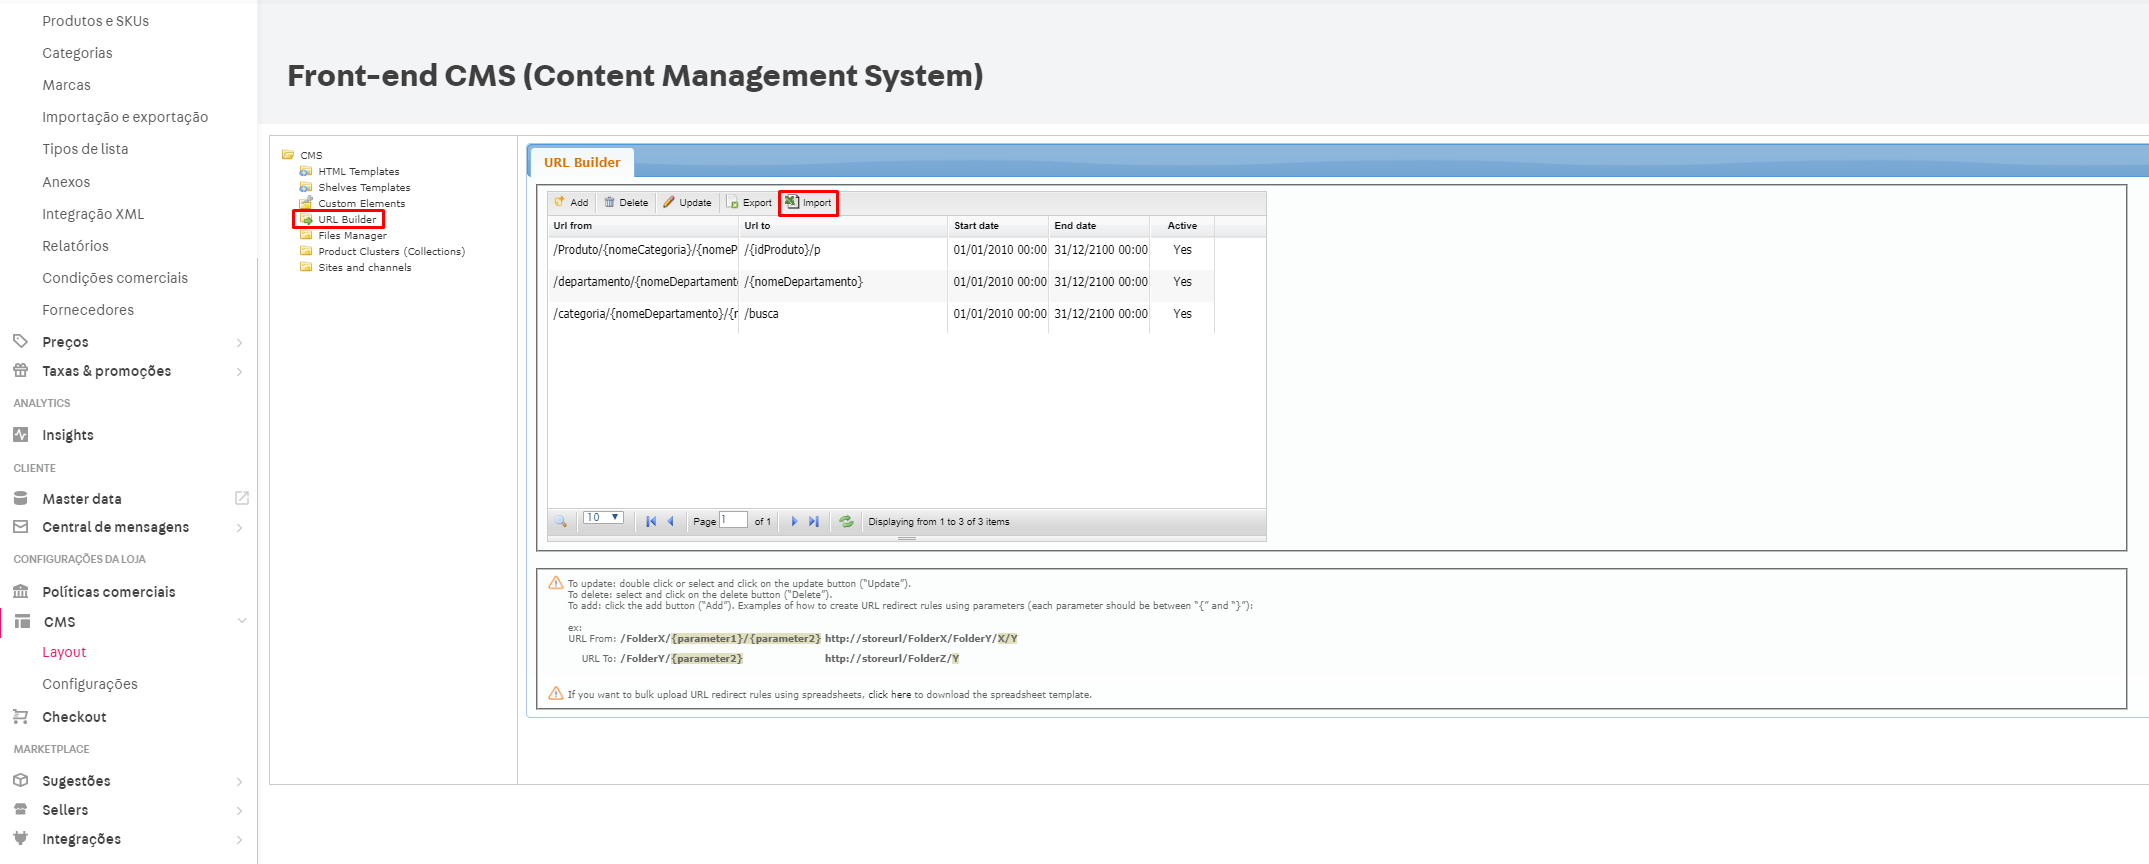 Produtos e SKUs
Categorias
Marcas
Importação e exportação
Tipos de lista
Anexos
Integração XML
Relatórios
Condições comerciais
Fornecedores
Preços
Taxas & promoções
ANALYTICS
Insights
CLIENTE
Master data
Central de mensagens
CONFIGURAÇÕES DA LOJA
Políticas comerciais
CMS
Layout
Configurações
Checkout
MARKETPLACE
Sugestões
Sellers
Integrações
Front-end CMS (Content Management System)
CMS
HTML Templates
Shelves Templates
Custom Elements
URL Builder
Files Manager
Product Clusters (Collections)
Sites and channels
URL Builder
Add Delete Update Export Import
Url from Url to Start date End date Active
/Produto/{nomeCategoria}/{nomeP /{idProduto}/p 01/01/2010 00:00 31/12/2100 00:00 Yes
/departamento/{nomeDepartament /{nomeDepartamento} 01/01/2010 00:00 31/12/2100 00:00 Yes
/categoria/{nomeDepartamento}/{r /busca 01/01/2010 00:00 31/12/2100 00:00 Yes
10 Page 1 of 1 Displaying from 1 to 3 of 3 items
To update: double click or select and click on the update button ("Update").
To delete: select and click on the delete button ("Delete").
To add: click the add button ("Add"). Examples of how to create URL redirect rules using parameters (each parameter should be between "{" and "}"):
ex:
URL From: /FolderX/{parameter1}/{parameter2} http://storeurl/FolderX/FolderY/X/Y
URL To: /FolderY/{parameter2} http://storeurl/FolderZ/Y
If you want to bulk upload URL redirect rules using spreadsheets, click here to download the spreadsheet template.